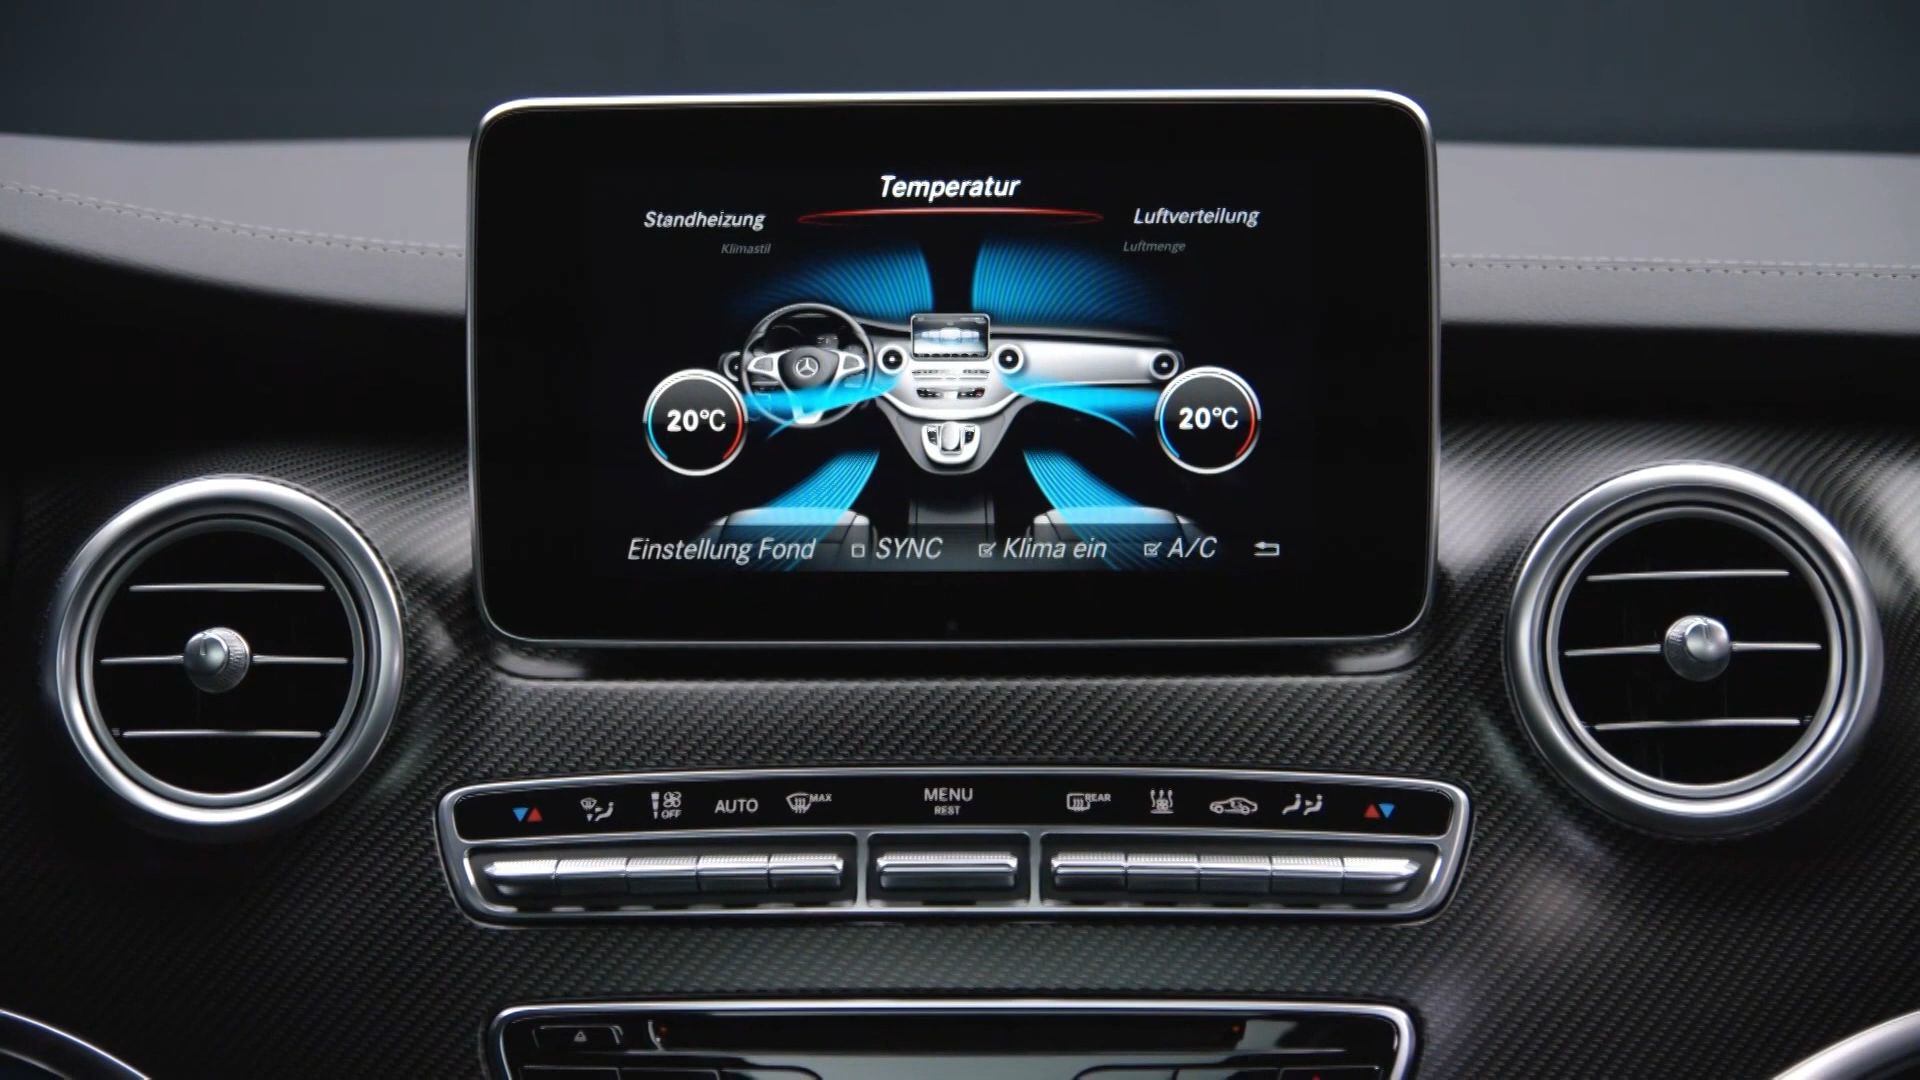 Temperatur
Standheizung
Luftverteilung
Klimastil
Luftmenge
20°C
20°C
Einstellung Fond SYNC Klima ein A/C
OFF AUTO MAX MENU REAR
REST